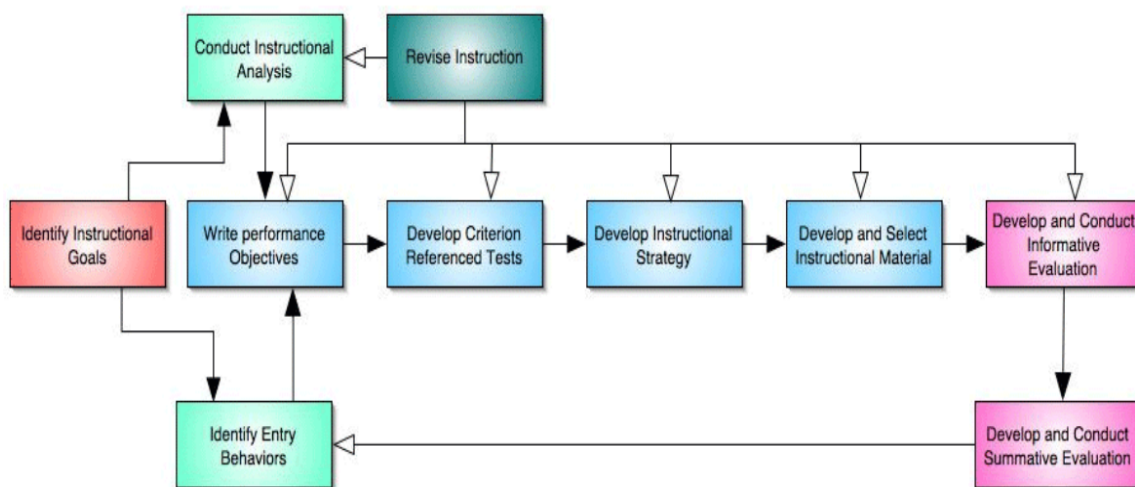 Conduct Instructional
Analysis
Revise Instruction
Identify Instructional
Goals
Write performance
Objectives
Develop Criterion
Referenced Tests
Develop Instructional
Strategy
Develop and Select
Instructional Material
Develop and Conduct
Informative
Evaluation
Identify Entry
Behaviors
Develop and Conduct
Summative Evaluation